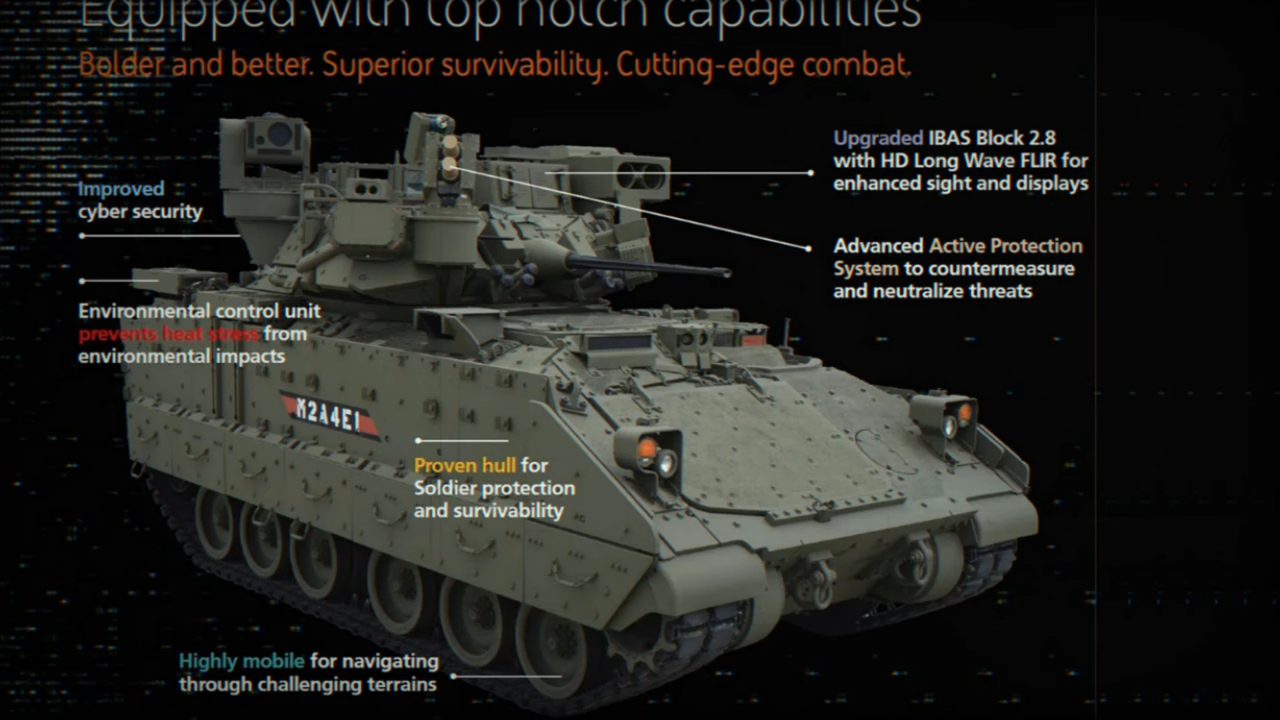 Equipped with top notch capabilities
Bolder and better. Superior survivability. Cutting-edge combat.
Upgraded IBAS Block 2.8
with HD Long Wave FLIR for
enhanced sight and displays
Improved
cyber security
Advanced Active Protection
System to countermeasure
and neutralize threats
Environmental control unit
prevents heat stress from
environmental impacts
M2A4E1
Proven hull for
Soldier protection
and survivability
Highly mobile for navigating
through challenging terrains